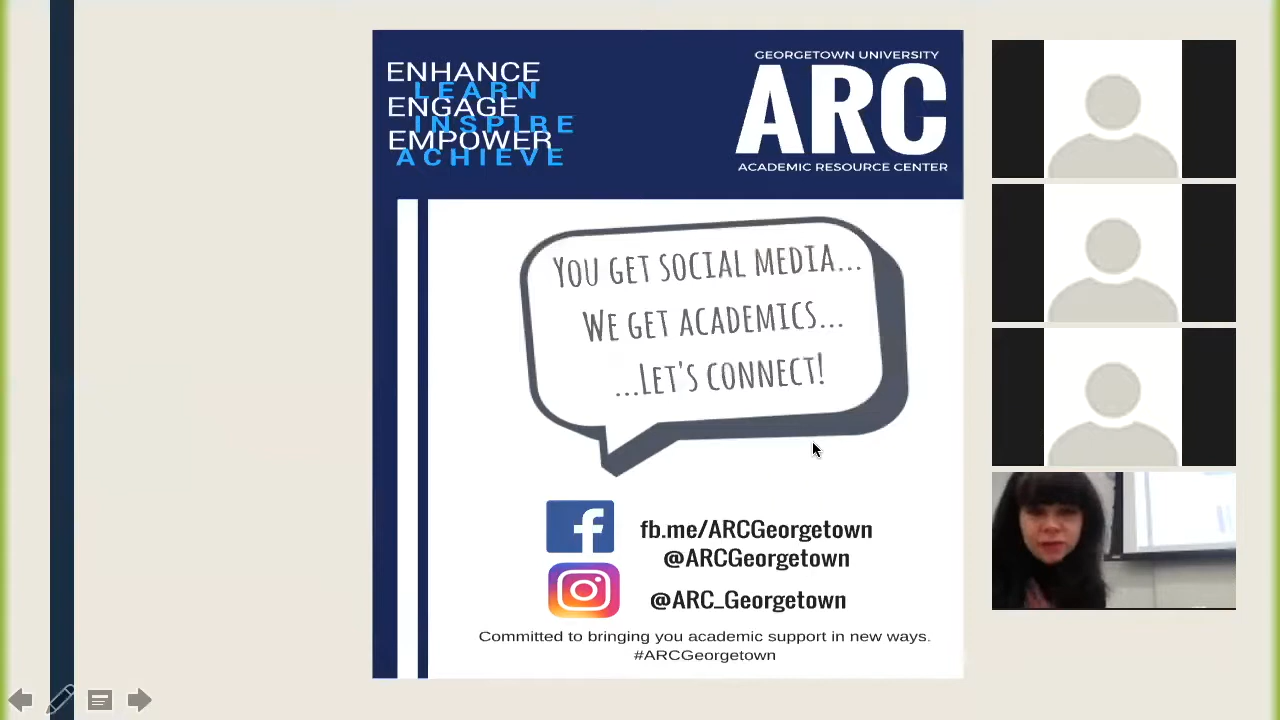 ENHANCE
LEARN
ENGAGE
INSPIRE
EMPOWER
ACHIEVE
GEORGETOWN UNIVERSITY
ARC
ACADEMIC RESOURCE CENTER
YOU GET SOCIAL MEDIA...
WE GET ACADEMICS...
...LET'S CONNECT!
fb.me/ARCGeorgetown
@ARCGeorgetown
@ARC_Georgetown
Committed to bringing you academic support in new ways.
#ARCGeorgetown